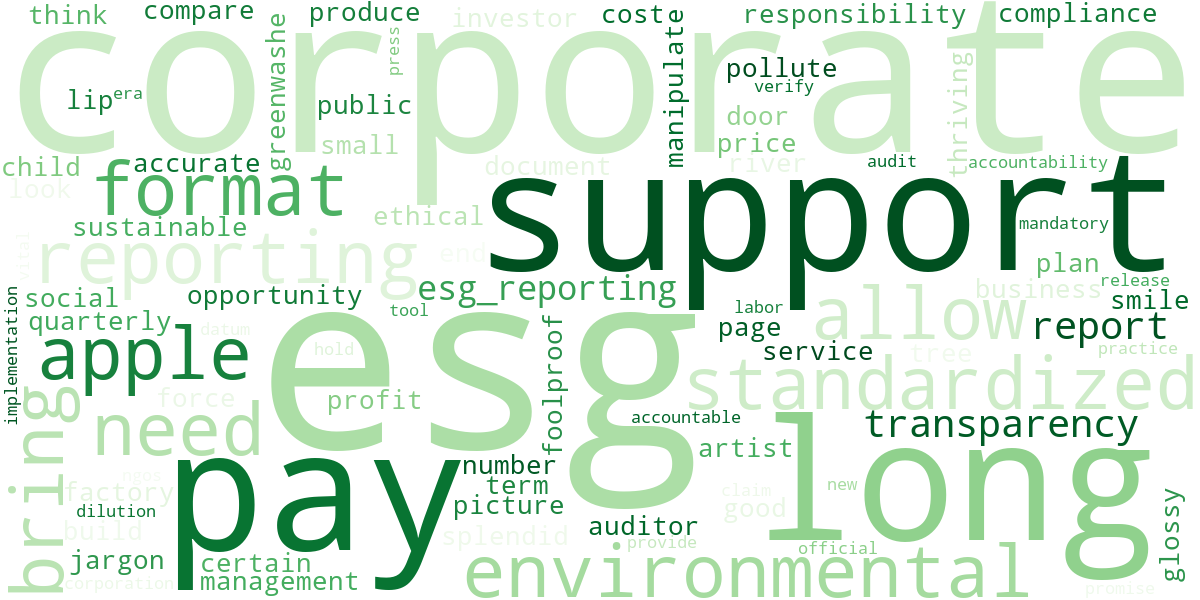 think
compare
produce
investor
cost
responsibility
compliance
corporate
greenwashe
press
manipulate
pollute
verify
lip
era
public
door
thriving
small
price
child
accurate
document
river
audit
accountability
look
format
support
ethical
sustainable
mandatory
vital
reporting
end
plan
social
opportunity
esg_reporting
release
business
smile
implementation
quarterly
tool
labor
esg
page
allow
report
datum
apple
hold
foolproof
service
tree
practice
standardized
bring
force
profit
need
accountable
transparency
long
artist
pay
number
ngos
factory
term
claim
new
picture
good
dilution
auditor
glossy
build
splendid
provide
official
jargon
certain
environmental
corporation
management
promise